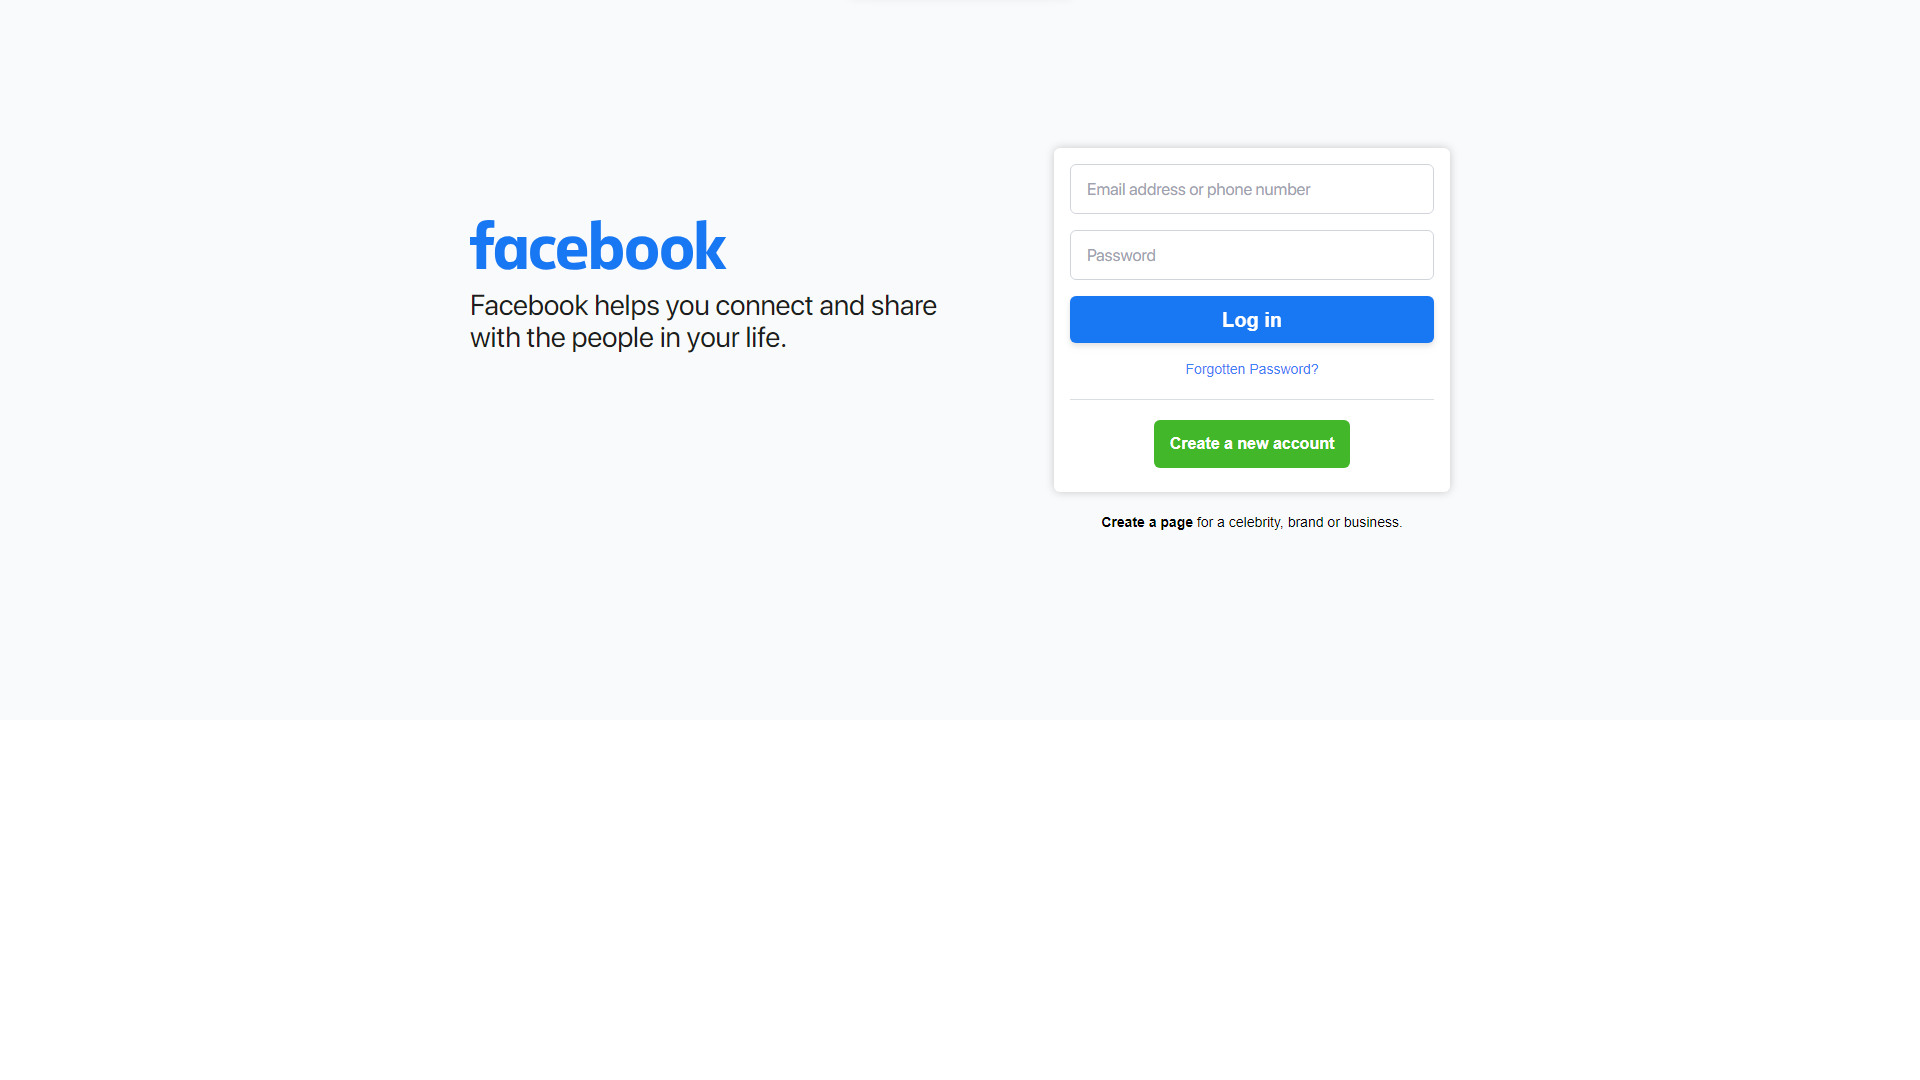 facebook
Facebook helps you connect and share
with the people in your life.
Email address or phone number
Password
Log in
Forgotten Password?
Create a new account
Create a page for a celebrity, brand or business.